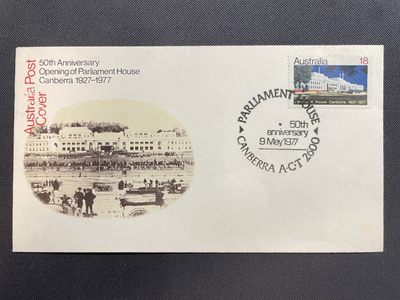 Australia Post
Cover
50th Anniversary
Opening of Parliament House
Canberra 1927-1977
Australia 18
House Canberra 1927-1977
PARLIAMENT HOUSE
50th
anniversary
9 May 1977
CANBERRA A·C·T 2600